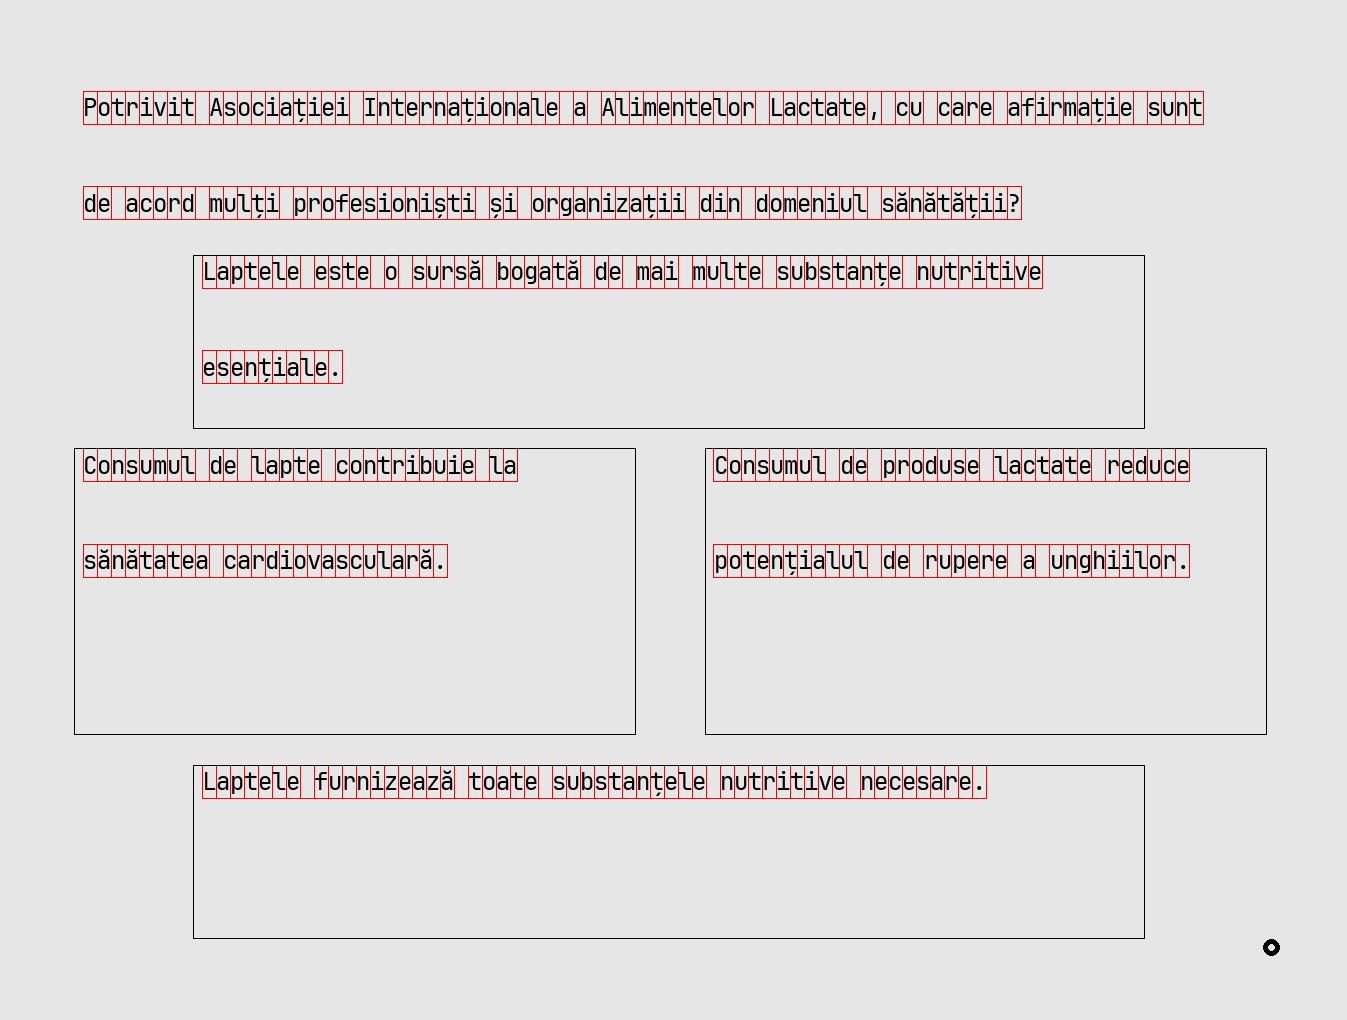 Potrivit Asociației Internaționale a Alimentelor Lactate, cu care afirmație sunt
de acord mulți profesioniști și organizații din domeniul sănătății?
Laptele este o sursă bogată de mai multe substanțe nutritive
esențiale.
Consumul de lapte contribuie la
sănătatea cardiovasculară.
Consumul de produse lactate reduce
potențialul de rupere a unghiilor.
Laptele furnizează toate substanțele nutritive necesare.